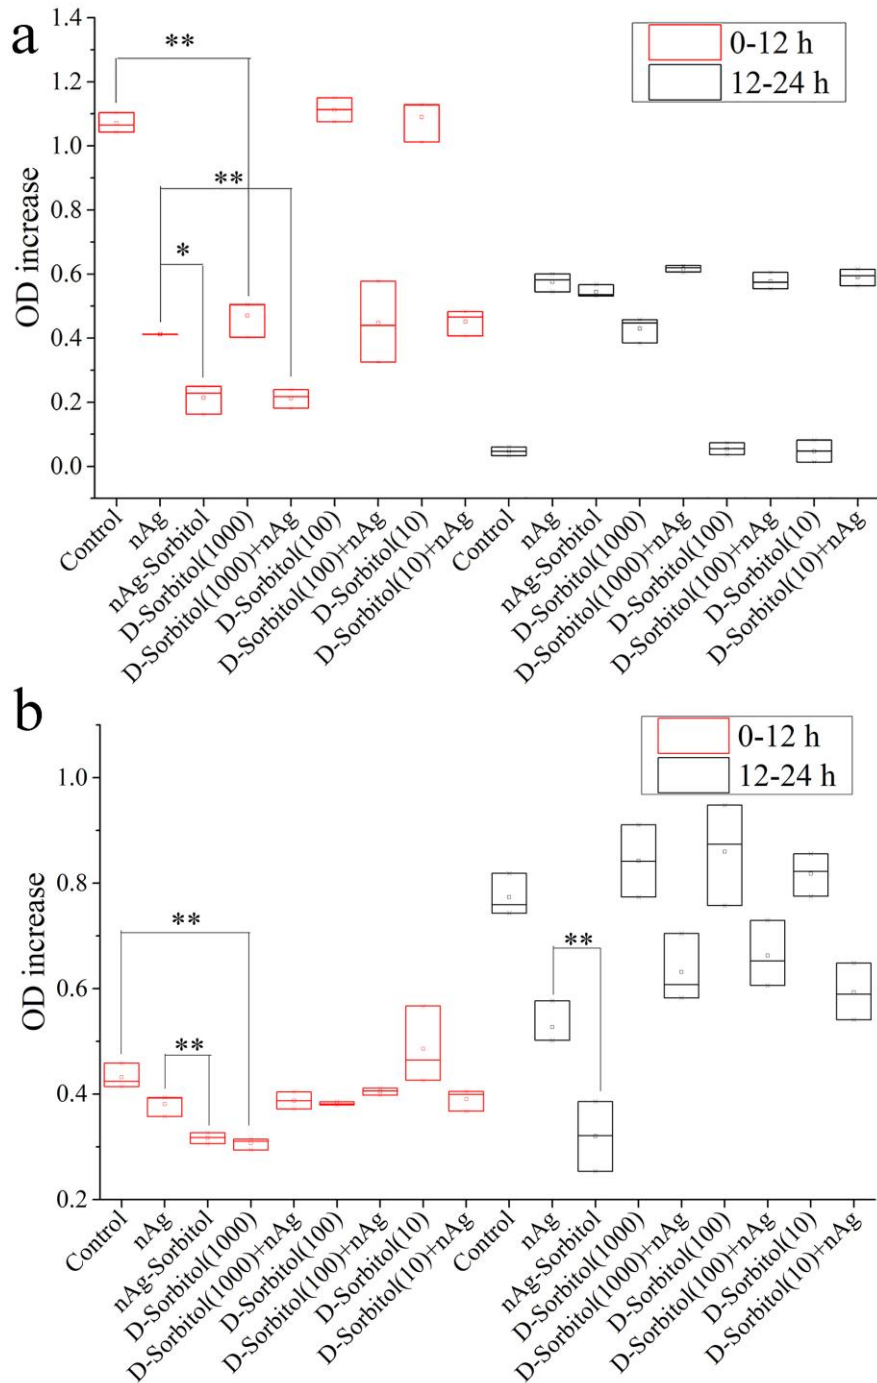 a
0-12 h
12-24 h
OD increase
1.4
1.2
1.0
0.8
0.6
0.4
0.2
0.0
**
**
*
Control
nAg
nAg-Sorbitol
D-Sorbitol(1000)
D-Sorbitol(1000)+nAg
D-Sorbitol(100)
D-Sorbitol(100)+nAg
D-Sorbitol(10)
D-Sorbitol(10)+nAg
Control
nAg
nAg-Sorbitol
D-Sorbitol(1000)
D-Sorbitol(1000)+nAg
D-Sorbitol(100)
D-Sorbitol(100)+nAg
D-Sorbitol(10)
D-Sorbitol(10)+nAg
b
0-12 h
12-24 h
OD increase
1.0
0.8
0.6
0.4
0.2
**
**
**
Control
nAg
nAg-Sorbitol
D-Sorbitol(1000)
D-Sorbitol(1000)+nAg
D-Sorbitol(100)
D-Sorbitol(100)+nAg
D-Sorbitol(10)
D-Sorbitol(10)+nAg
Control
nAg
nAg-Sorbitol
D-Sorbitol(1000)
D-Sorbitol(1000)+nAg
D-Sorbitol(100)
D-Sorbitol(100)+nAg
D-Sorbitol(10)
D-Sorbitol(10)+nAg